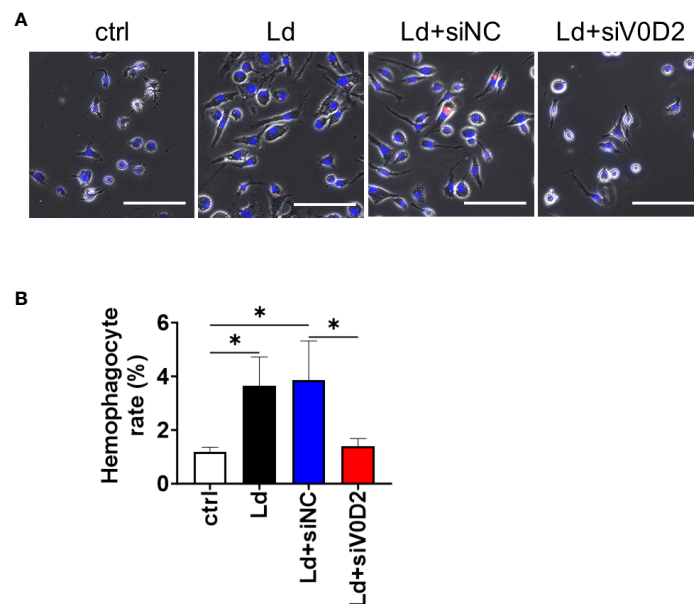 A
ctrl
Ld
Ld+siNC
Ld+siV0D2
B
Hemophagocyte
rate (%)
6
4
2
0
*
*
*
ctrl
Ld
Ld+siNC
Ld+siV0D2